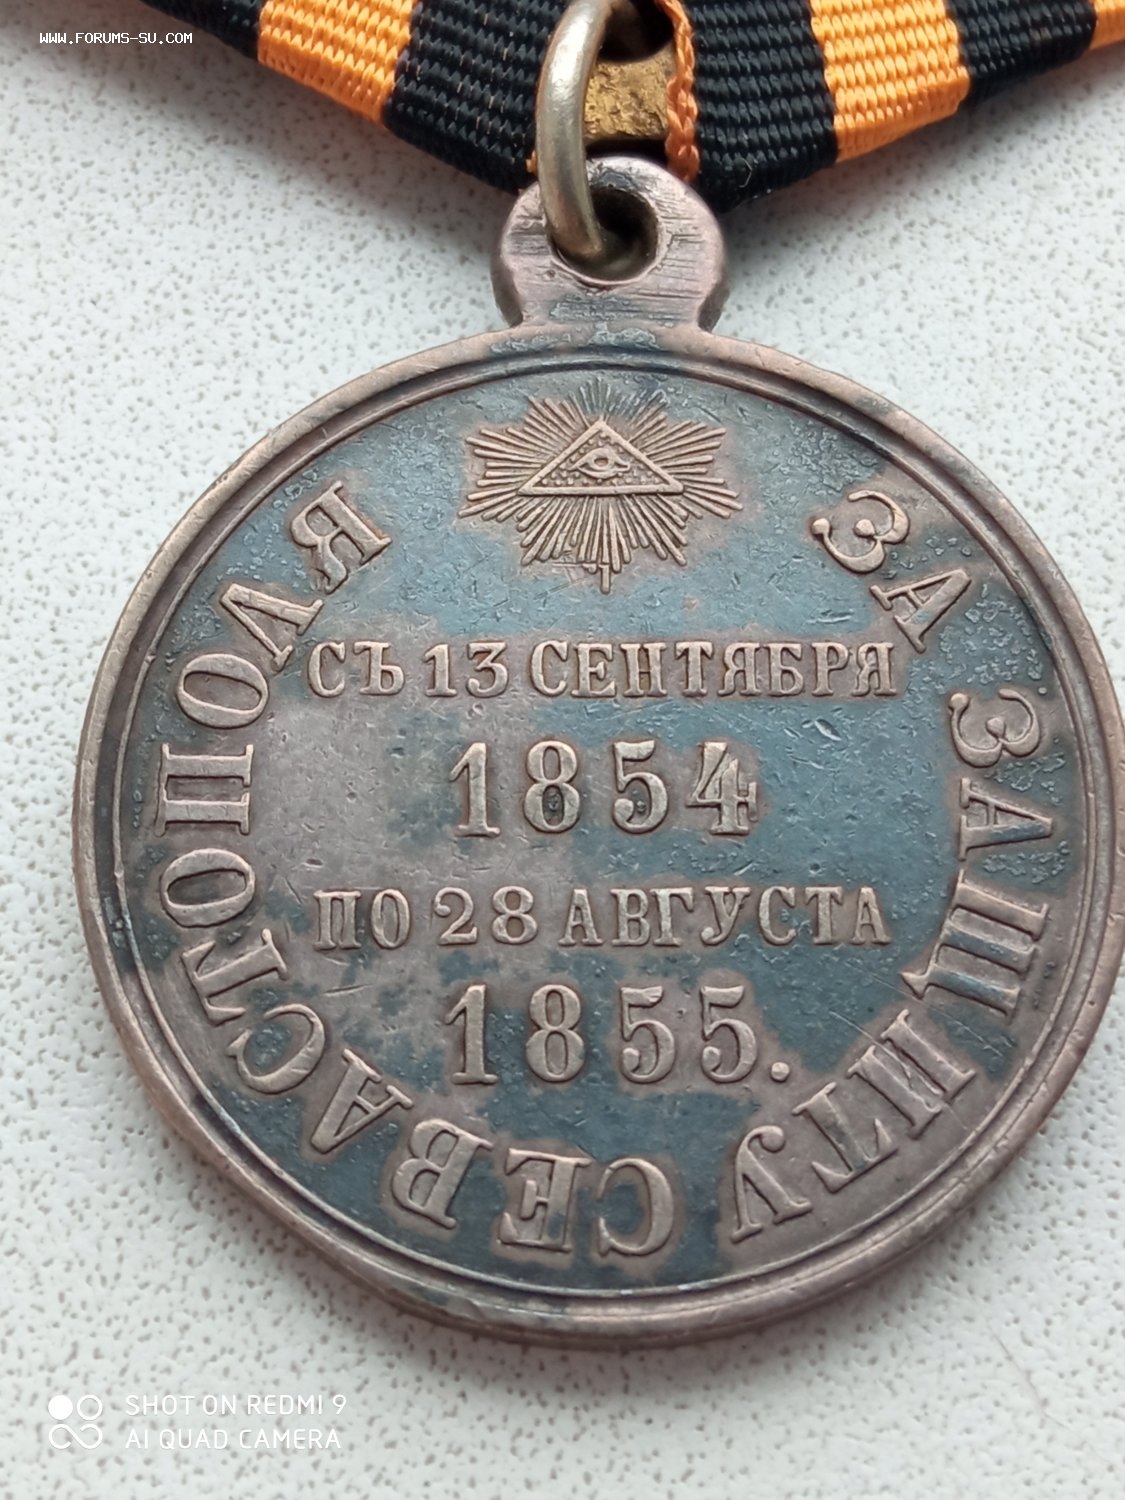 WWW.FORUMS-SU.COM
ЗА ЗАЩИТУ СЕВАСТОПОЛЯ
СЪ 13 СЕНТЯБРЯ
1854
ПО 28 АВГУСТА
1855.
SHOT ON REDMI 9
AI QUAD CAMERA